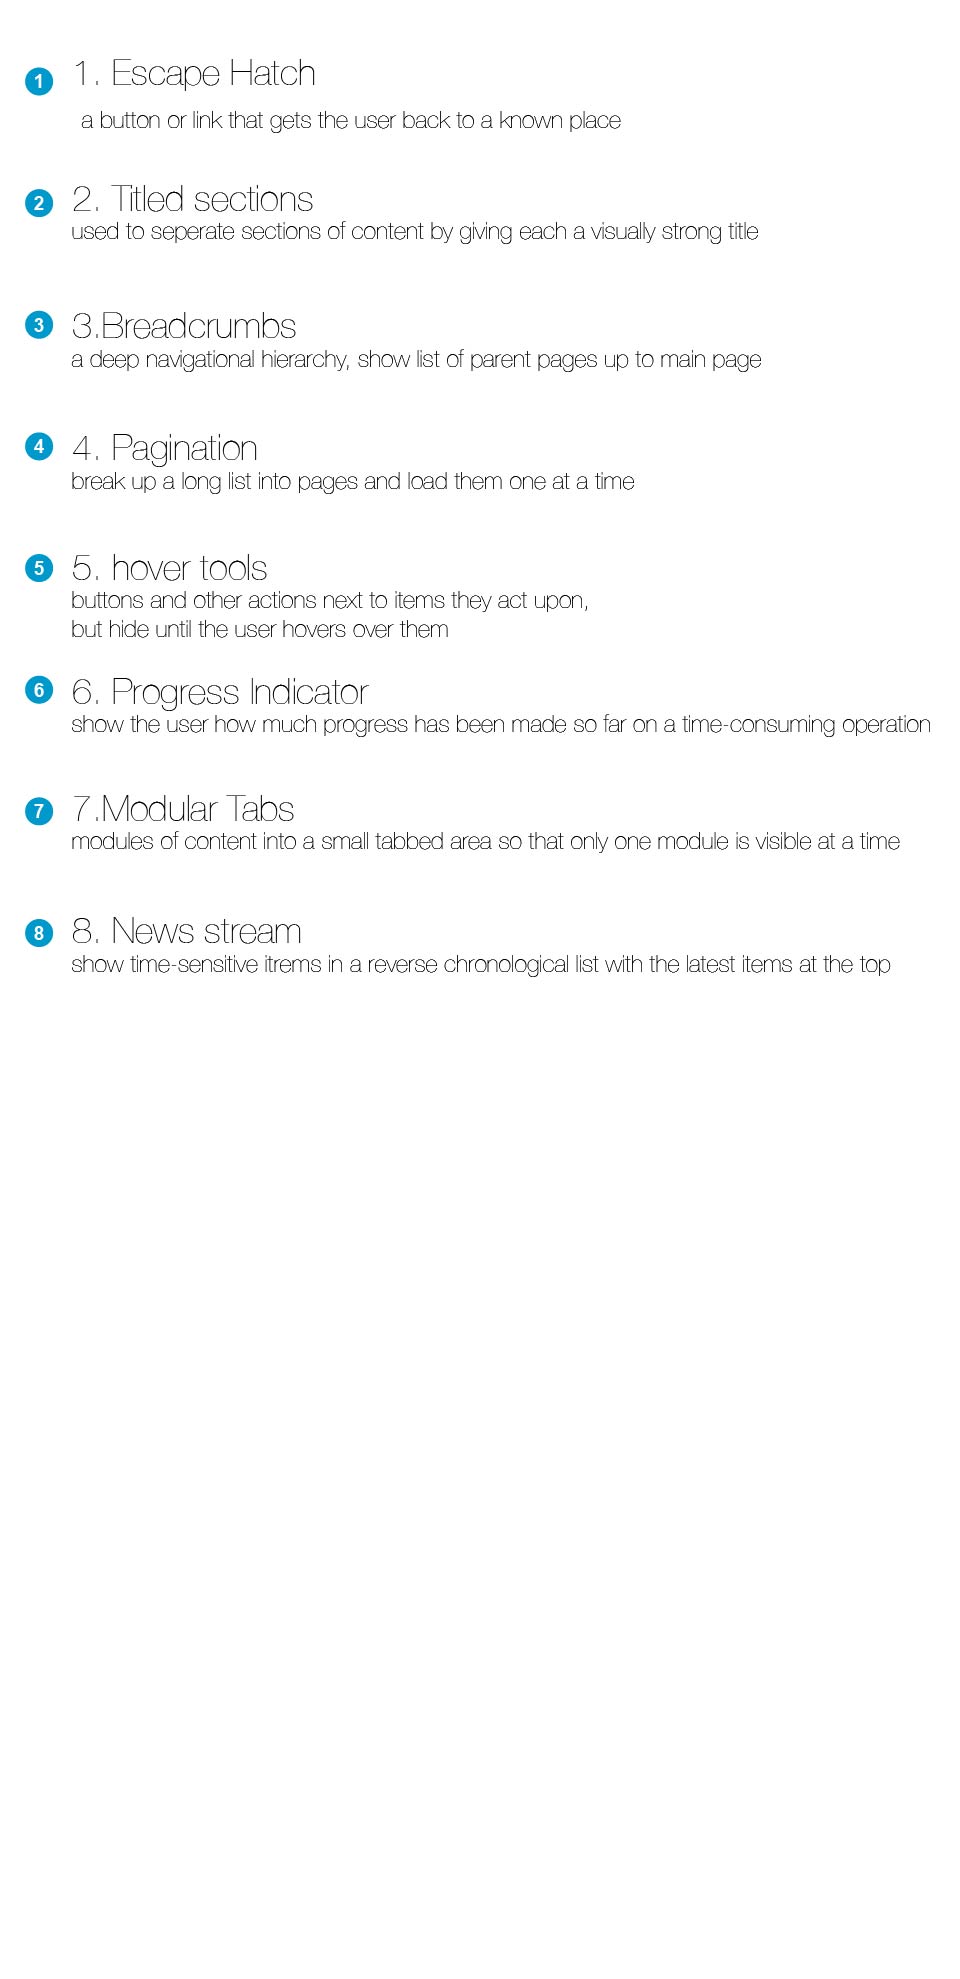 1 1. Escape Hatch
a button or link that gets the user back to a known place
2 2. Titled sections
used to seperate sections of content by giving each a visually strong title
3 3.Breadcrumbs
a deep navigational hierarchy, show list of parent pages up to main page
4 4. Pagination
break up a long list into pages and load them one at a time
5 5. hover tools
buttons and other actions next to items they act upon,
but hide until the user hovers over them
6 6. Progress Indicator
show the user how much progress has been made so far on a time-consuming operation
7 7.Modular Tabs
modules of content into a small tabbed area so that only one module is visible at a time
8 8. News stream
show time-sensitive itrems in a reverse chronological list with the latest items at the top